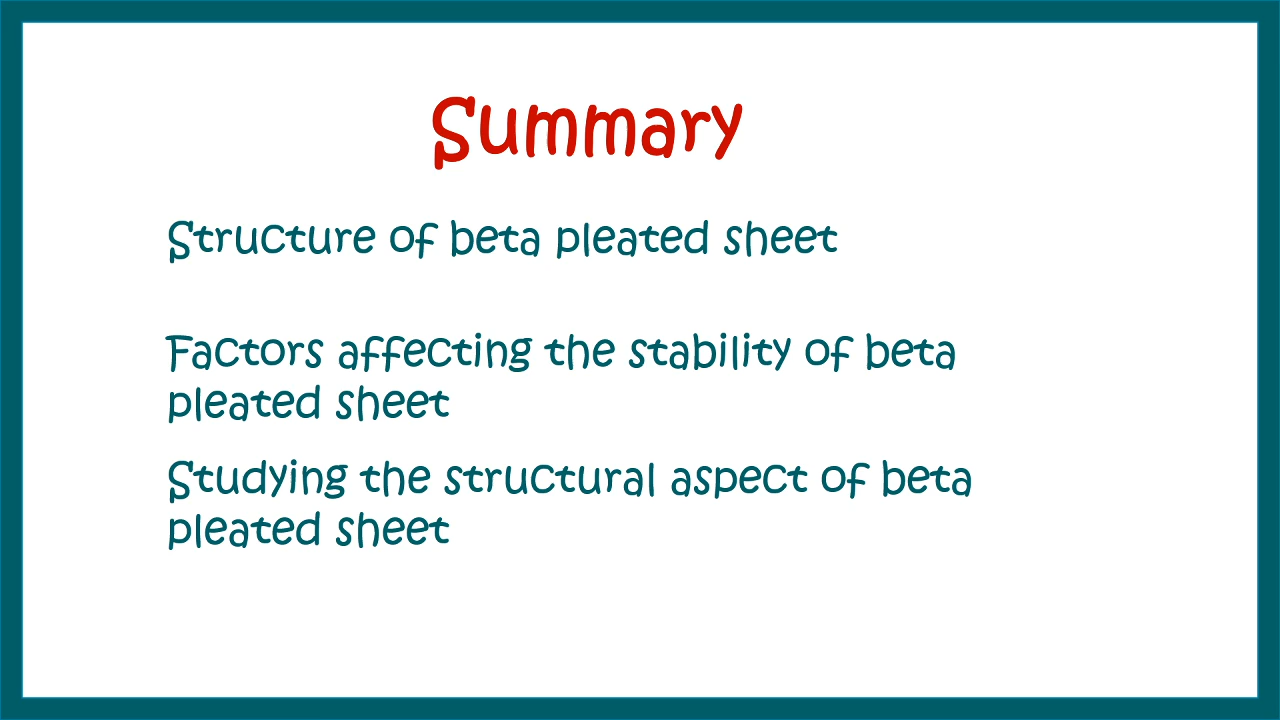 Summary
Structure of beta pleated sheet
Factors affecting the stability of beta
pleated sheet
Studying the structural aspect of beta
pleated sheet